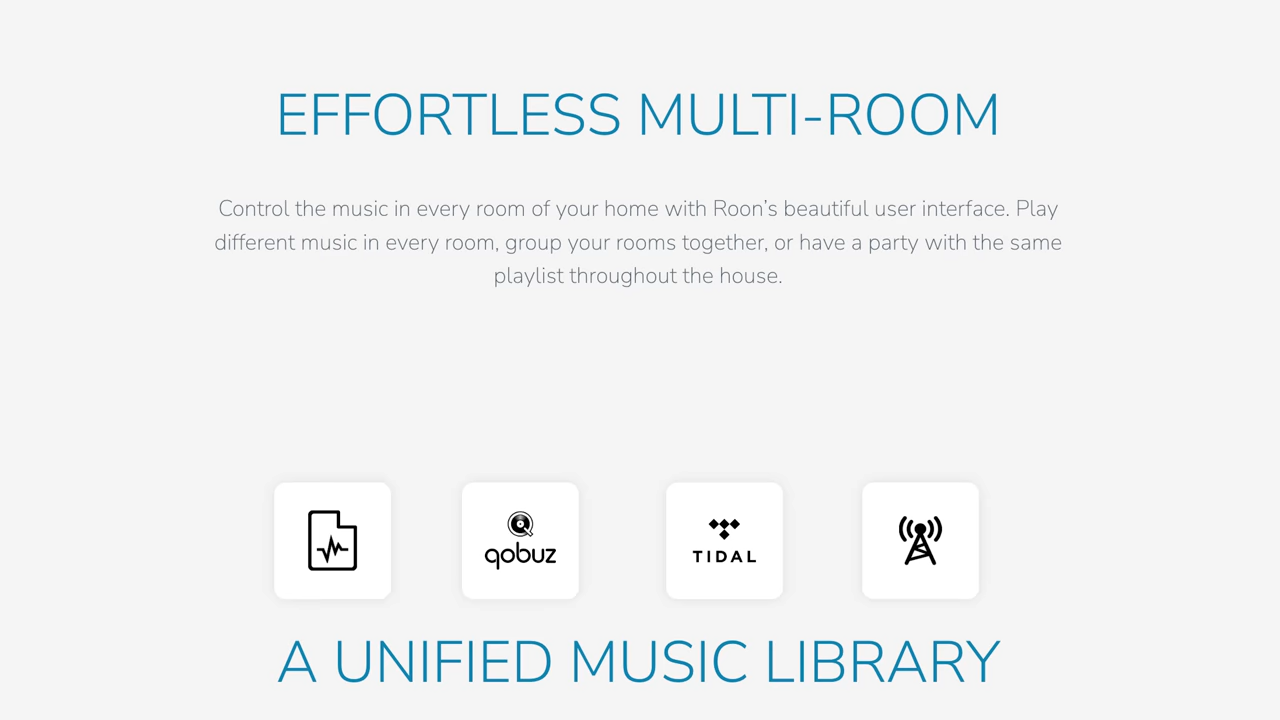 EFFORTLESS MULTI-ROOM
Control the music in every room of your home with Roon’s beautiful user interface. Play
different music in every room, group your rooms together, or have a party with the same
playlist throughout the house.
qobuz
TIDAL
A UNIFIED MUSIC LIBRARY